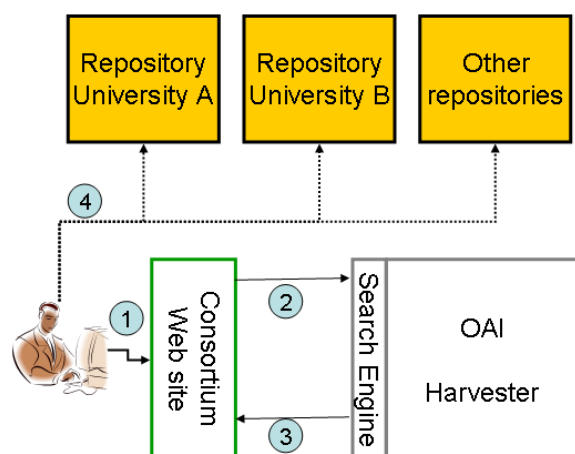 Repository
University A
Repository
University B
Other
repositories
4
1
Consortium
Web site
2
3
Search Engine
OAI
Harvester